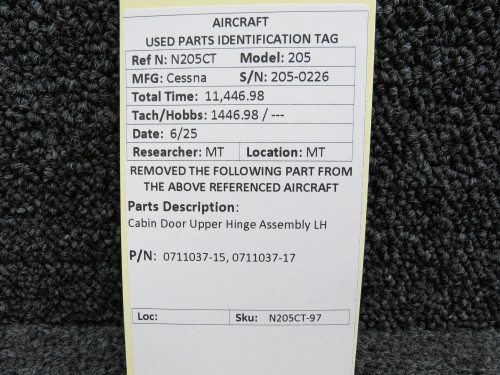 AIRCRAFT
USED PARTS IDENTIFICATION TAG
Ref N: N205CT Model: 205
MFG: Cessna S/N: 205-0226
Total Time: 11,446.98
Tach/Hobbs: 1446.98 / ---
Date: 6/25
Researcher: MT Location: MT
REMOVED THE FOLLOWING PART FROM
THE ABOVE REFERENCED AIRCRAFT
Parts Description:
Cabin Door Upper Hinge Assembly LH
P/N: 0711037-15, 0711037-17
Loc: Sku: N205CT-97